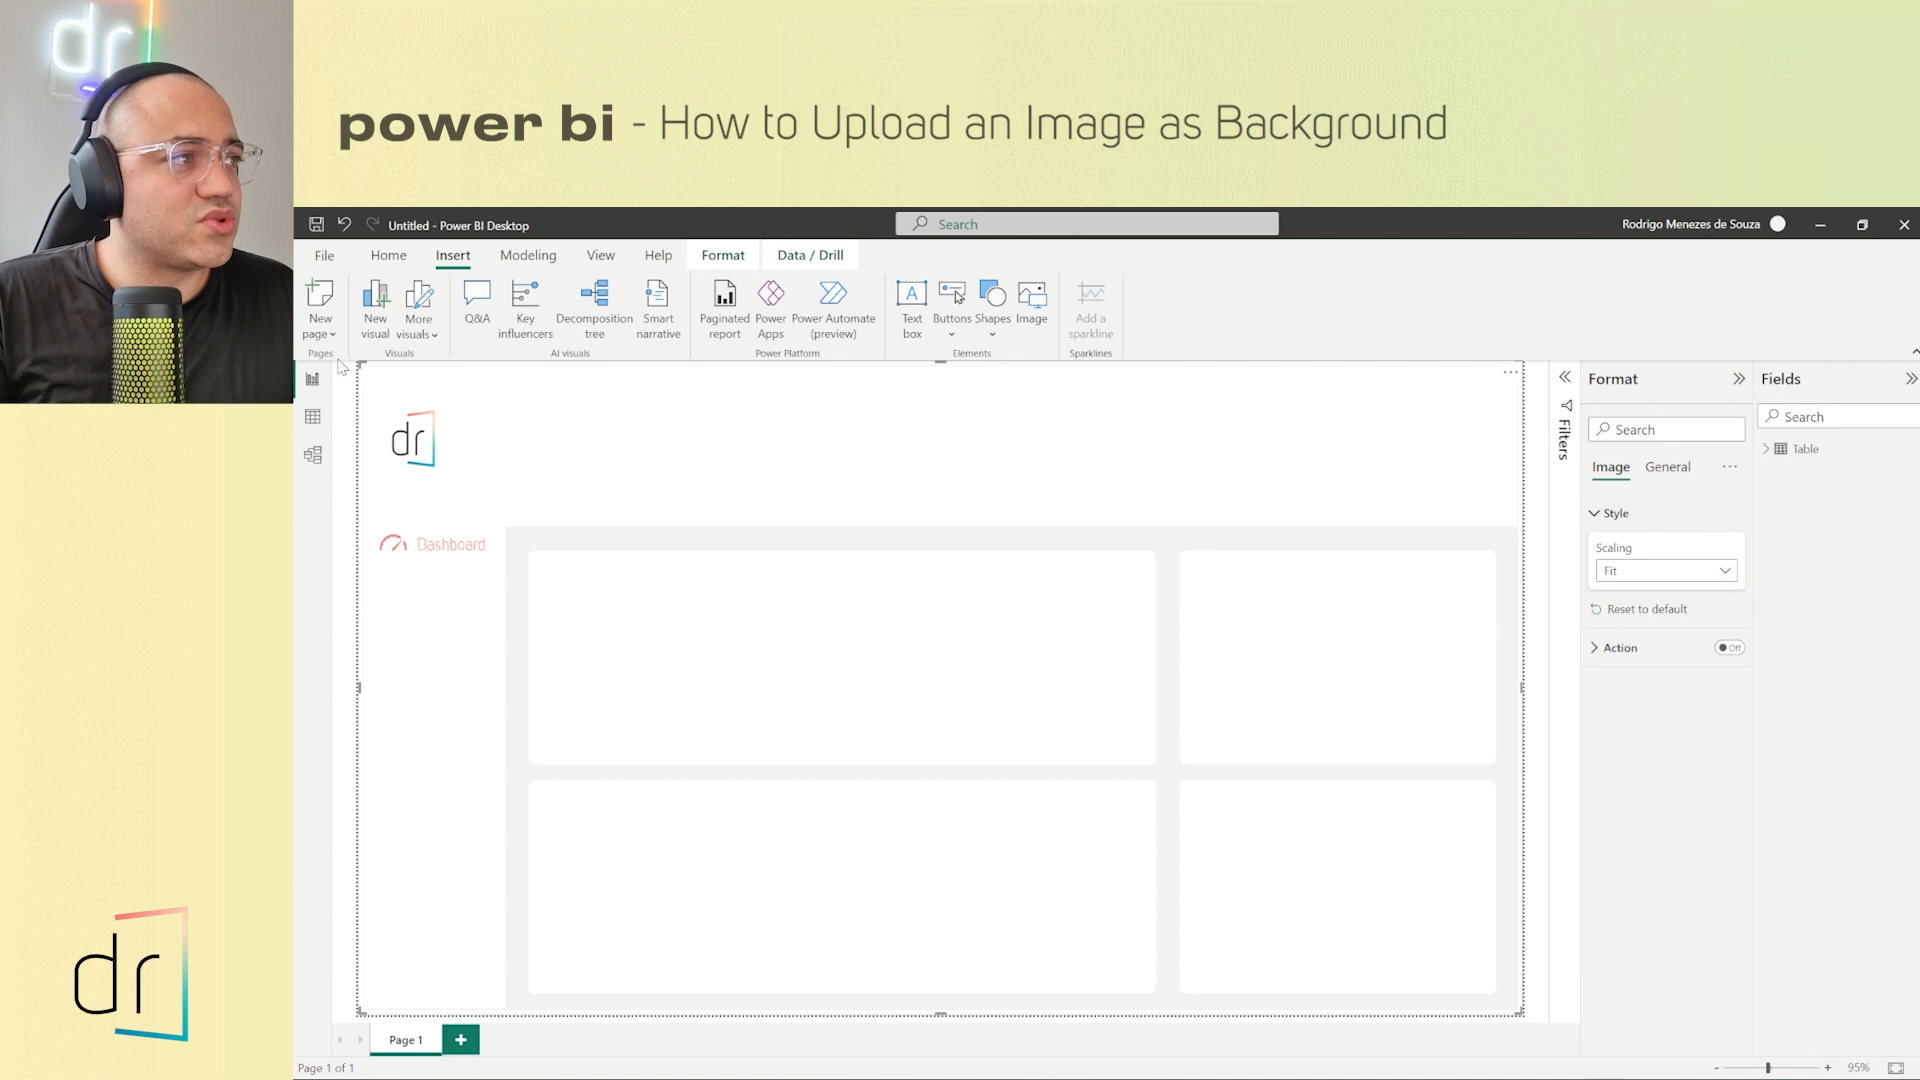 dr
power bi - How to Upload an Image as Background
Untitled - Power BI Desktop
Search
Rodrigo Menezes de Souza
File
Home
Insert
Modeling
View
Help
Format
Data / Drill
New page
New visual
More visuals
Q&A
Key influencers
Decomposition tree
Smart narrative
Paginated report
Power Apps
Power Automate (preview)
Text box
Buttons
Shapes
Image
Add a sparkline
Pages
Visuals
AI visuals
Power Platform
Elements
Sparklines
dr
Dashboard
Filters
Format
Search
Image
General
Style
Scaling
Fit
Reset to default
Action
Off
Fields
Search
Table
dr
Page 1
Page 1 of 1
- + 95%